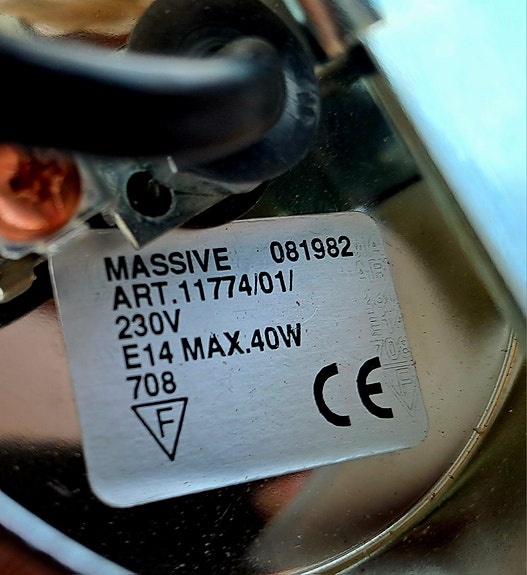 MASSIVE 081982
ART.11774/01/
230V
E14 MAX.40W
708
F
CE